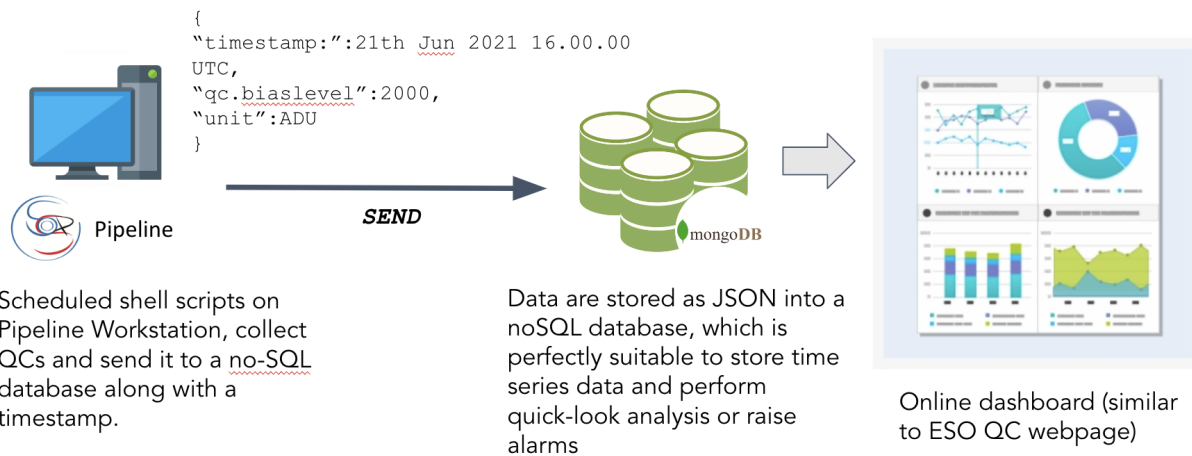 {
“timestamp:”:21th Jun 2021 16.00.00
UTC,
“qc.biaslevel”:2000,
“unit”:ADU
}
SEND
Pipeline
mongoDB
Scheduled shell scripts on
Pipeline Workstation, collect
QCs and send it to a no-SQL
database along with a
timestamp.
Data are stored as JSON into a
noSQL database, which is
perfectly suitable to store time
series data and perform
quick-look analysis or raise
alarms
Online dashboard (similar
to ESO QC webpage)